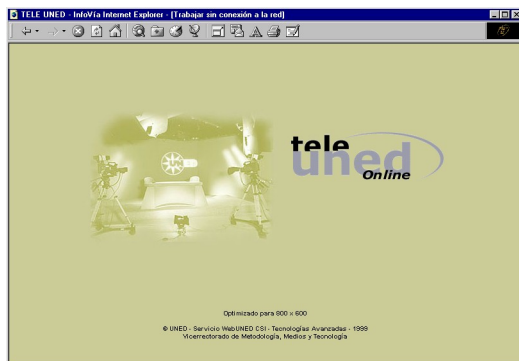 TELE UNED - InfoVía Internet Explorer - [Trabajar sin conexión a la red]
tele
uned
Online
Optimizado para 800 x 600
© UNED - Servicio WebUNED CSI - Tecnologías Avanzadas - 1999
Vicerrectorado de Metodología, Medios y Tecnología